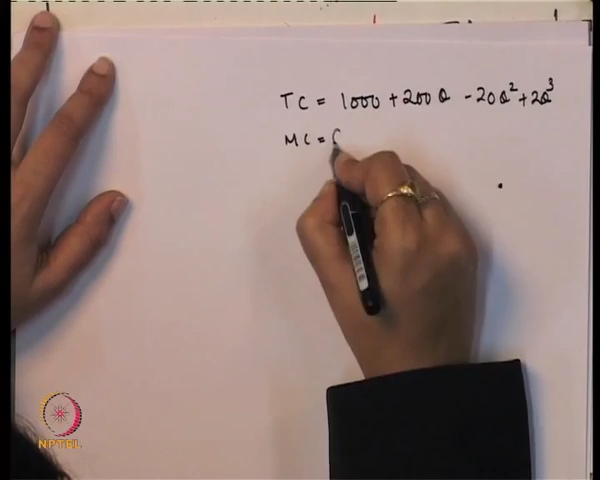 TC = 1000 + 200Q - 20Q² + 2Q³
MC =
NPTEL